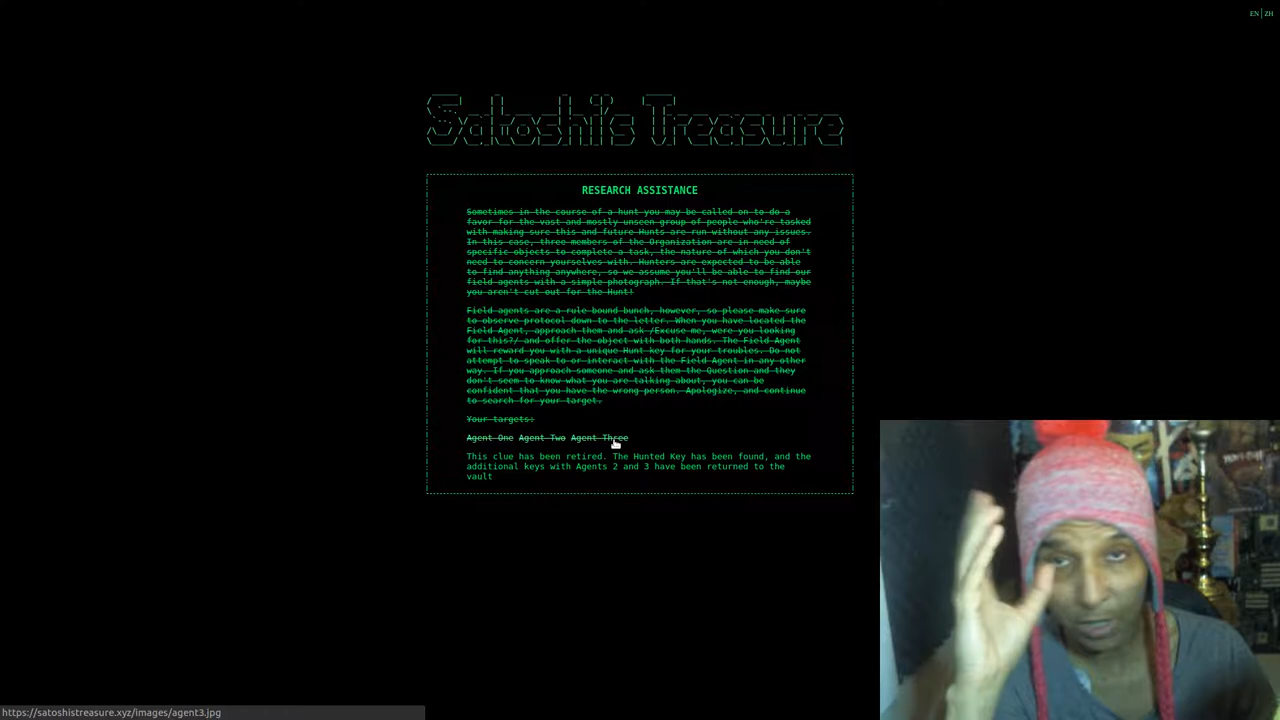 EN | ZH
Satoshi's Treasure
RESEARCH ASSISTANCE
Sometimes in the course of a hunt you may be called on to do a
favor for the vast and mostly unseen group of people who're tasked
with making sure this and future Hunts are run without any issues.
In this case, three members of the Organization are in need of
specific objects to complete a task, the nature of which you don't
need to concern yourselves with. Hunters are expected to be able
to find anything anywhere, so we assume you'll be able to find our
field agents with a simple photograph. If that's not enough, maybe
you aren't cut out for the Hunt!
Field agents are a rule-bound bunch, however, so please make sure
to observe protocol down to the letter. When you have located the
Field Agent, approach them and ask /Excuse me, were you looking
for this?/ and offer the object with both hands. The Field Agent
will reward you with a unique Hunt key for your troubles. Do not
attempt to speak to or interact with the Field Agent in any other
way. If you approach someone and ask them the Question and they
don't seem to know what you are talking about, you can be
confident that you have the wrong person. Apologize, and continue
to search for your target.
Your targets:
Agent One Agent Two Agent Three
This clue has been retired. The Hunted Key has been found, and the
additional keys with Agents 2 and 3 have been returned to the
vault
https://satoshistreasure.xyz/images/agent3.jpg